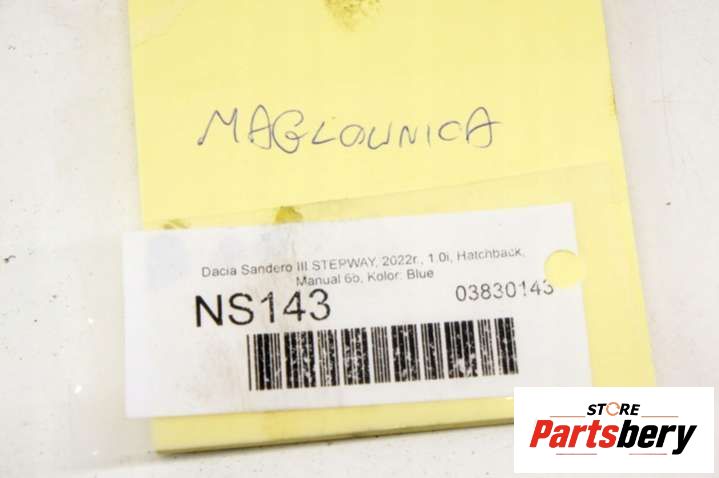 MAGLOWNICA
Dacia Sandero III STEPWAY, 2022r., 1.0i, Hatchback,
Manual 6b, Kolor: Blue
NS143 03830143
STORE
Partsbery